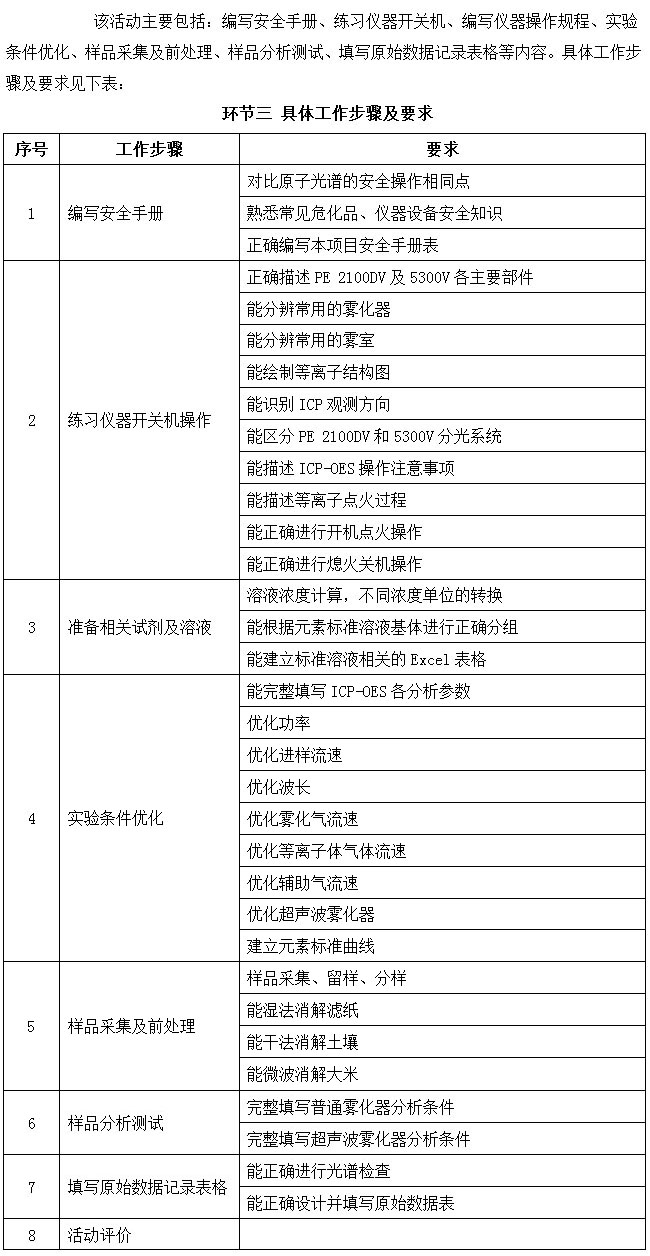 该活动主要包括：编写安全手册、练习仪器开关机、编写仪器操作规程、实验
条件优化、样品采集及前处理、样品分析测试、填写原始数据记录表格等内容。具体工作步
骤及要求见下表：
环节三 具体工作步骤及要求
序号 工作步骤 要求
1 编写安全手册
对比原子光谱的安全操作相同点
熟悉常见危化品、仪器设备安全知识
正确编写本项目安全手册表
2 练习仪器开关机操作
正确描述 PE 2100DV 及 5300V 各主要部件
能分辨常用的雾化器
能分辨常用的雾室
能绘制等离子结构图
能识别 ICP 观测方向
能区分 PE 2100DV 和 5300V 分光系统
能描述 ICP-OES 操作注意事项
能描述等离子点火过程
能正确进行开机点火操作
能正确进行熄火关机操作
3 准备相关试剂及溶液
溶液浓度计算，不同浓度单位的转换
能根据元素标准溶液基体进行正确分组
能建立标准溶液相关的 Excel 表格
4 实验条件优化
能完整填写 ICP-OES 各分析参数
优化功率
优化进样流速
优化波长
优化雾化气流速
优化等离子体气体流速
优化辅助气流速
优化超声波雾化器
建立元素标准曲线
5 样品采集及前处理
样品采集、留样、分样
能湿法消解滤纸
能干法消解土壤
能微波消解大米
6 样品分析测试
完整填写普通雾化器分析条件
完整填写超声波雾化器分析条件
7 填写原始数据记录表格
能正确进行光谱检查
能正确设计并填写原始数据表
8 活动评价